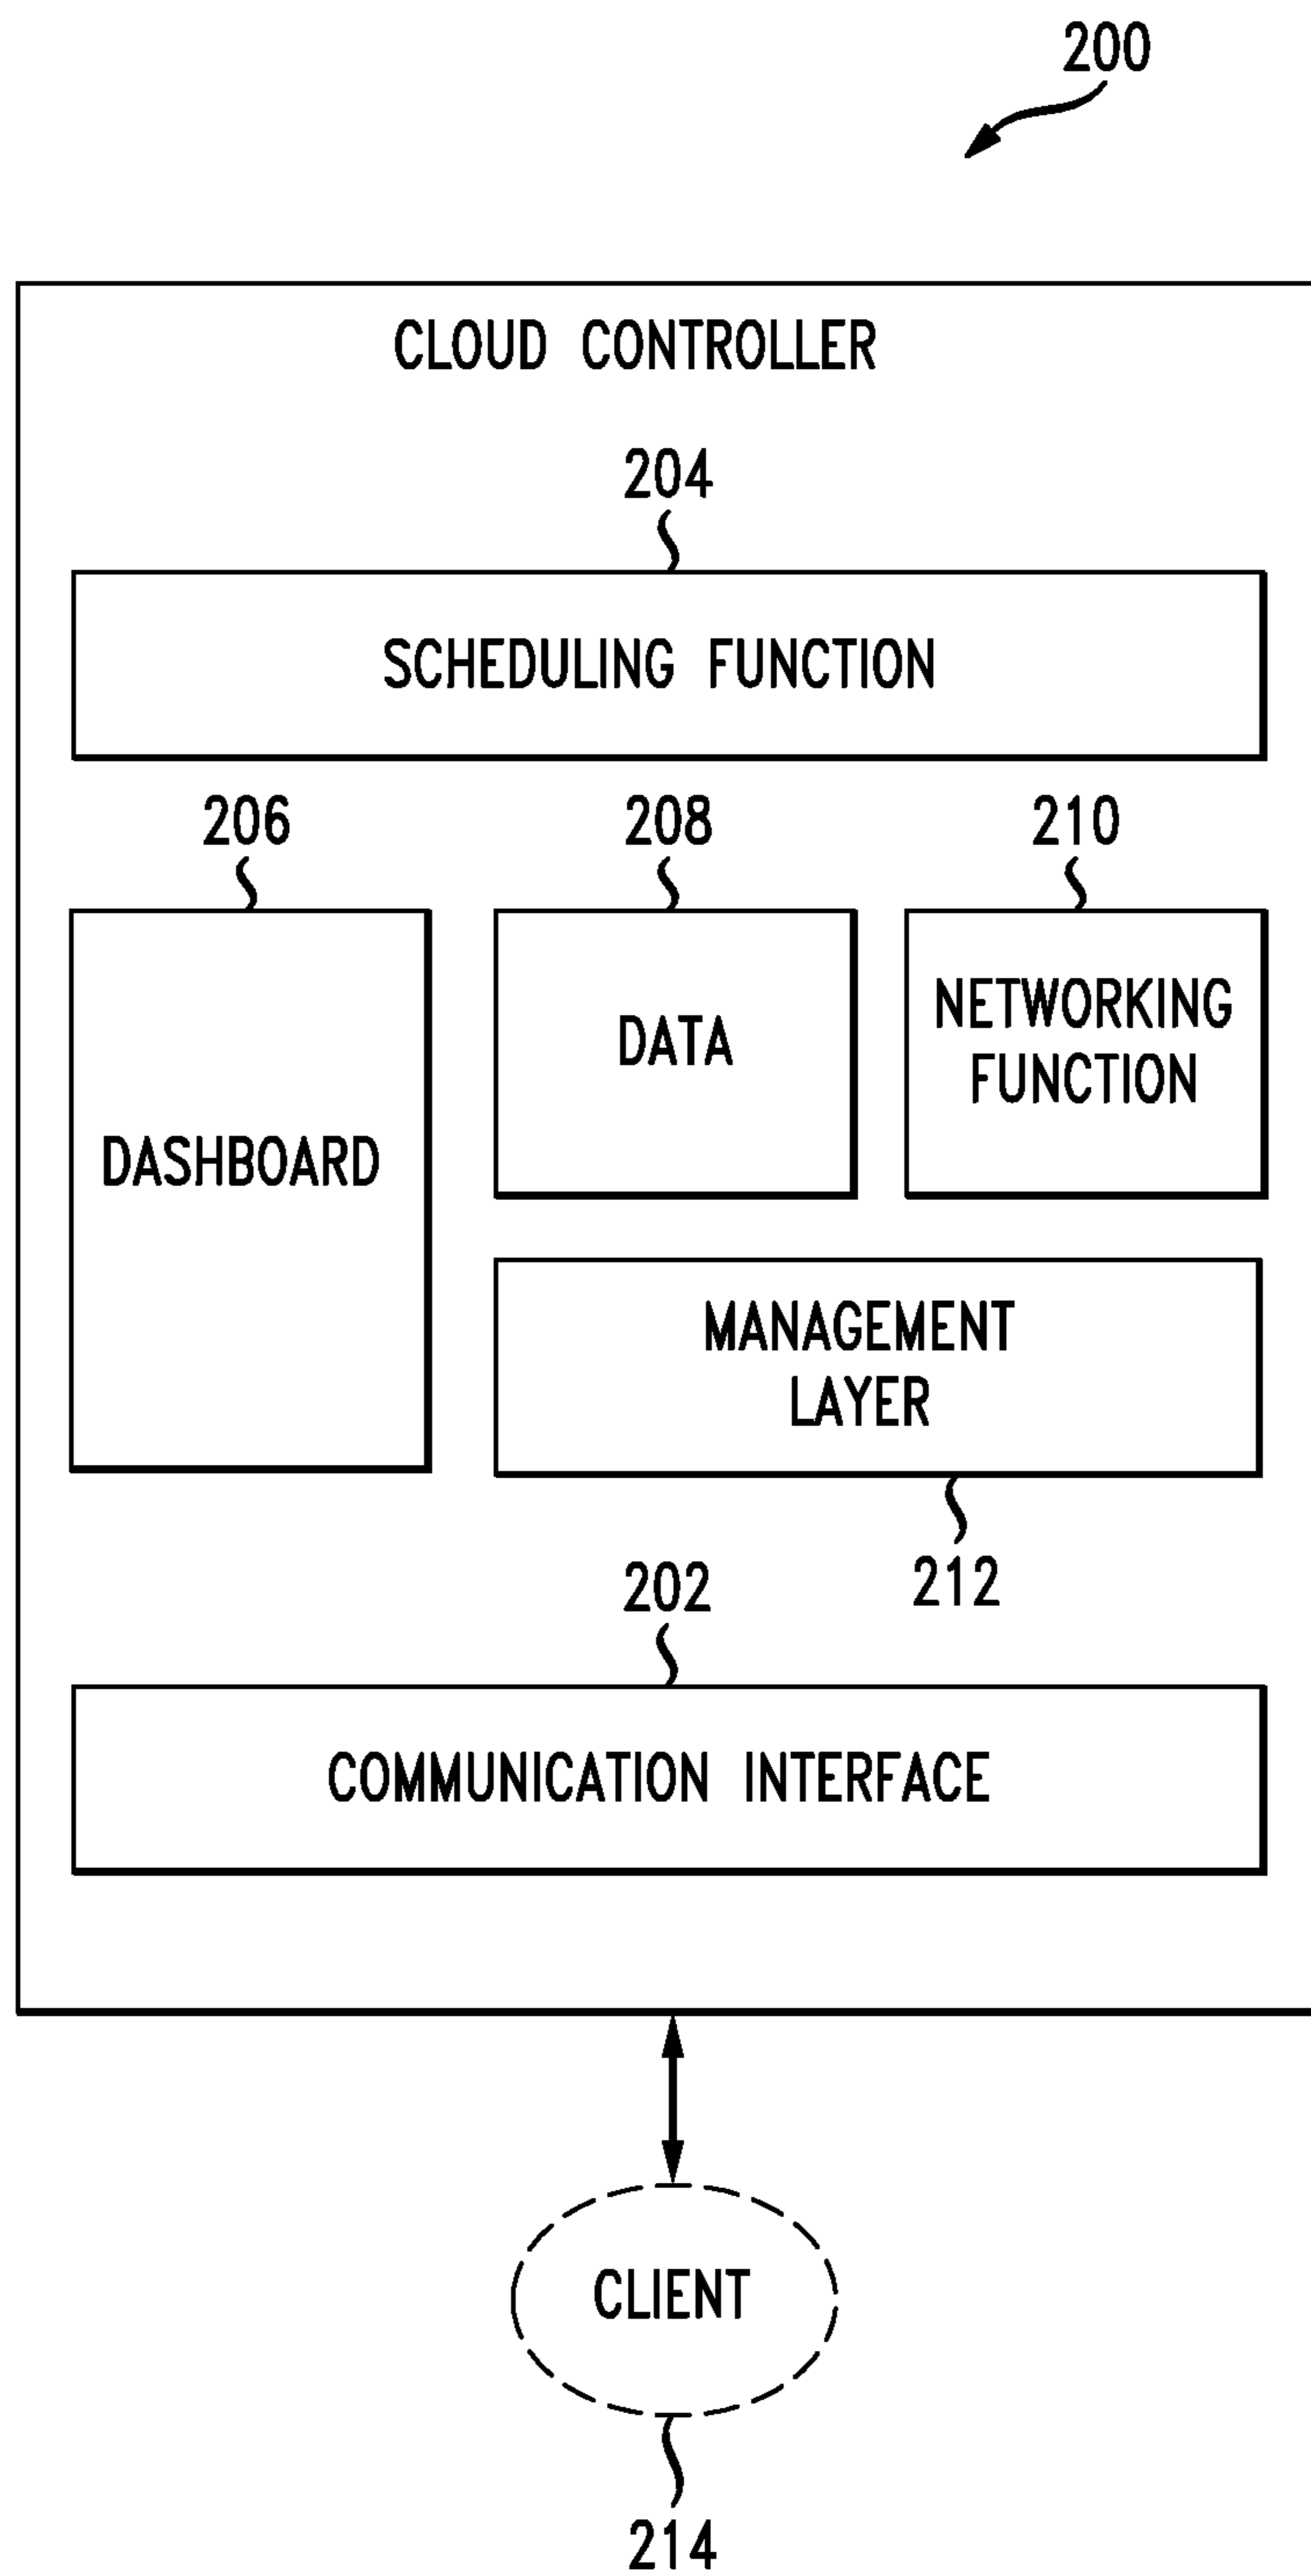 200
CLOUD CONTROLLER
204
SCHEDULING FUNCTION
206
208
210
DASHBOARD
DATA
NETWORKING
FUNCTION
MANAGEMENT
LAYER
212
202
COMMUNICATION INTERFACE
CLIENT
214